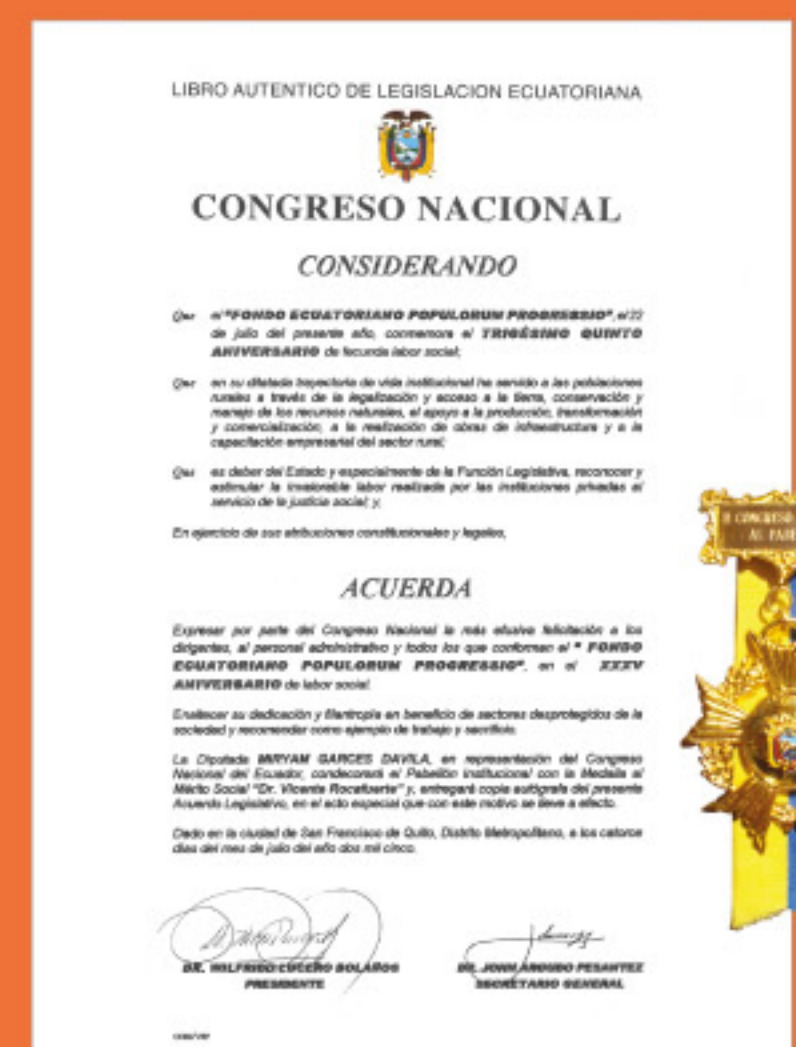 LIBRO AUTENTICO DE LEGISLACION ECUATORIANA
CONGRESO NACIONAL
CONSIDERANDO
Que el "FONDO ECUATORIANO POPULORUM PROGRESSIO", el 22
de julio del presente año, conmemora el TRIGÉSIMO QUINTO
ANIVERSARIO de fecunda labor social;
Que en su dilatada trayectoria de vida institucional ha servido a las poblaciones
rurales a través de la legalización y acceso a la tierra, conservación y
manejo de los recursos naturales, el apoyo a la producción, transformación
y comercialización, a la realización de obras de infraestructura y a la
capacitación empresarial del sector rural;
Que es deber del Estado y especialmente de la Función Legislativa, reconocer y
estimular la invalorable labor realizada por las instituciones privadas al
servicio de la justicia social; y,
En ejercicio de sus atribuciones constitucionales y legales,
ACUERDA
Expresar por parte del Congreso Nacional la más efusiva felicitación a los
dirigentes, al personal administrativo y todos los que conforman el " FONDO
ECUATORIANO POPULORUM PROGRESSIO", en el XXXV
ANIVERSARIO de labor social.
Enaltecer su dedicación y filantropía en beneficio de sectores desprotegidos de la
sociedad y recomendar como ejemplo de trabajo y sacrificio.
La Diputada MIRYAM GARCES DAVILA, en representación del Congreso
Nacional del Ecuador, condecorará el Pabellón Institucional con la Medalla al
Mérito Social "Dr. Vicente Rocafuerte" y, entregará copia autógrafa del presente
Acuerdo Legislativo, en el acto especial que con este motivo se lleve a efecto.
Dado en la ciudad de San Francisco de Quito, Distrito Metropolitano, a los catorce
días del mes de julio del año dos mil cinco.
DR. WILFRIDO LUCERO BOLAÑOS
PRESIDENTE
DR. JOHN ARGUDO PESANTEZ
SECRETARIO GENERAL
CONGRESO
AL PABE